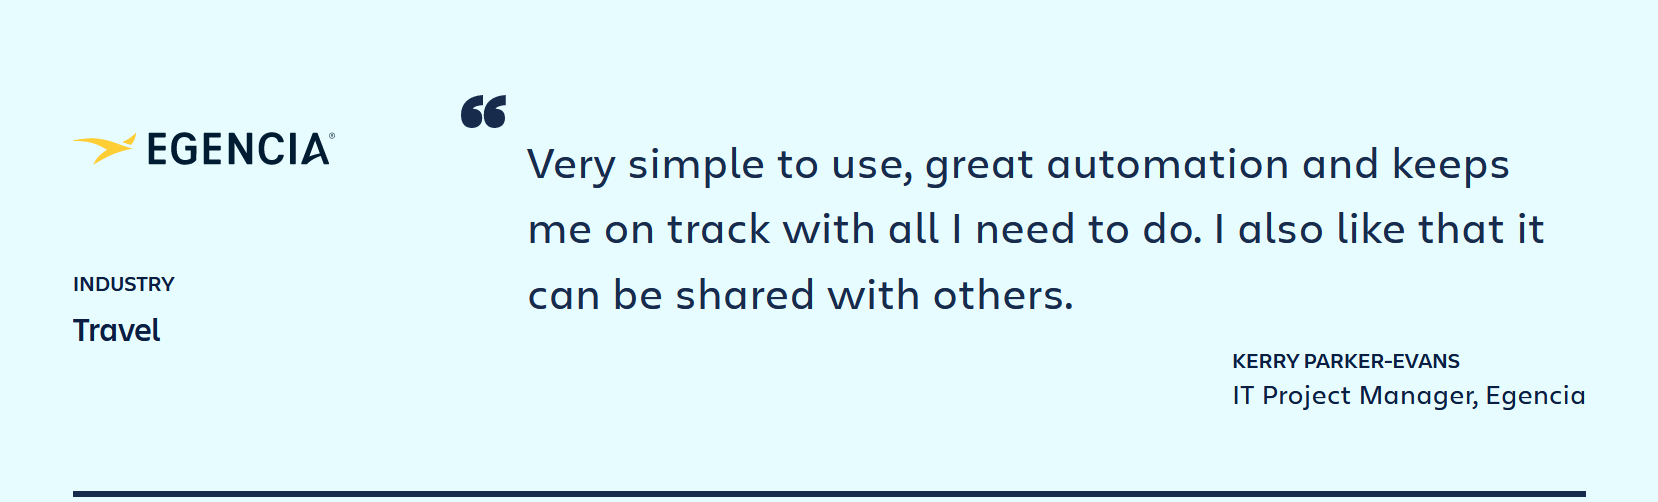 EGENCIA®
INDUSTRY
Travel
“
Very simple to use, great automation and keeps
me on track with all I need to do. I also like that it
can be shared with others.
KERRY PARKER-EVANS
IT Project Manager, Egencia